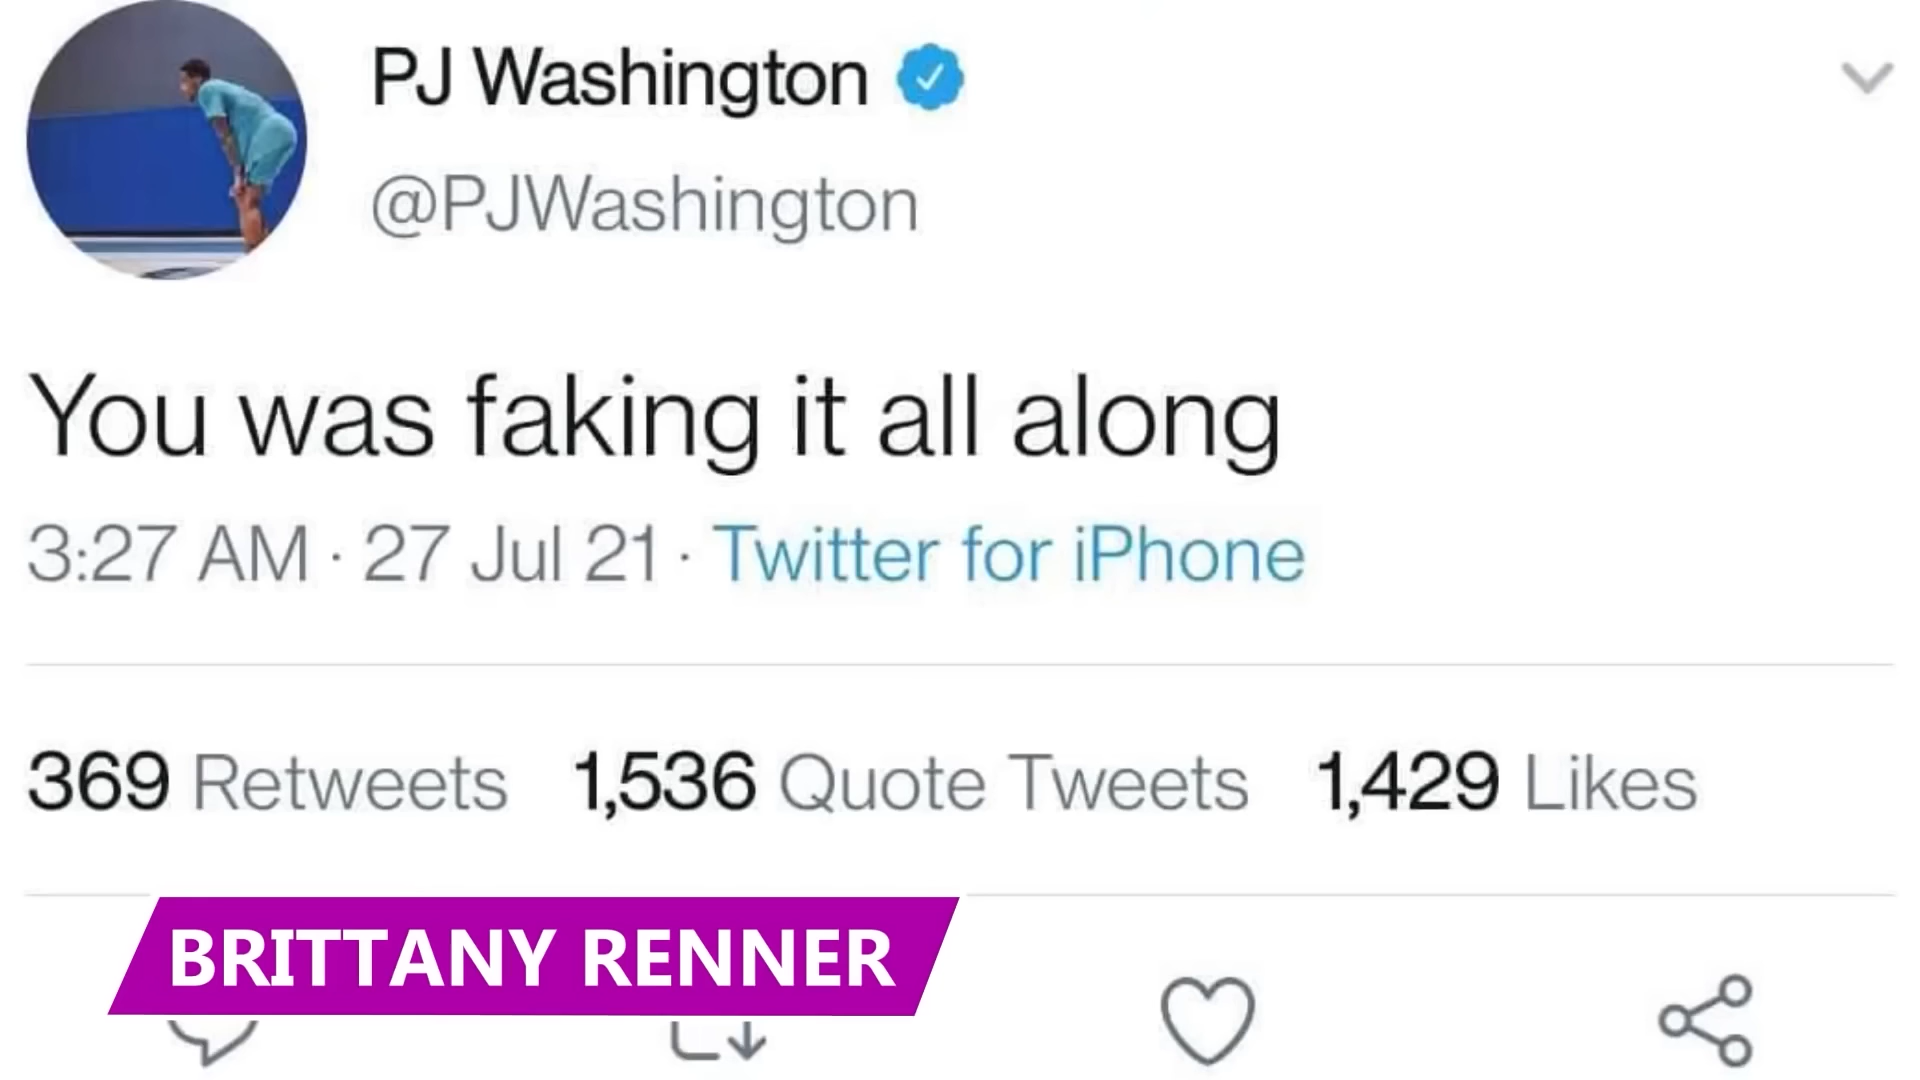 PJ Washington
@PJWashington
You was faking it all along
3:27 AM · 27 Jul 21 · Twitter for iPhone
369 Retweets 1,536 Quote Tweets 1,429 Likes
BRITTANY RENNER